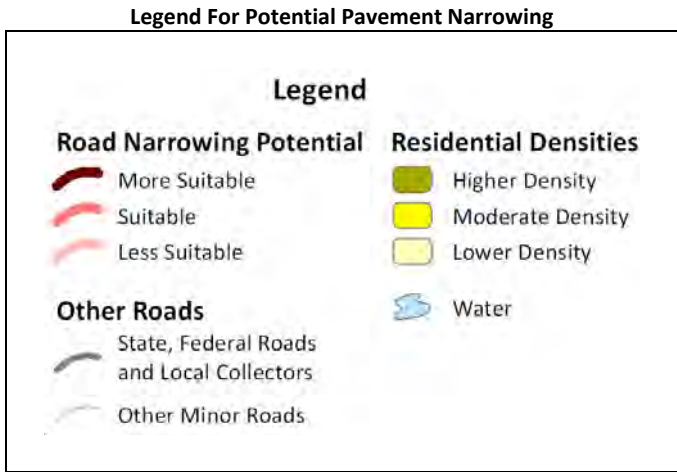 Legend For Potential Pavement Narrowing
Legend
Road Narrowing Potential
More Suitable
Suitable
Less Suitable
Other Roads
State, Federal Roads
and Local Collectors
Other Minor Roads
Residential Densities
Higher Density
Moderate Density
Lower Density
Water